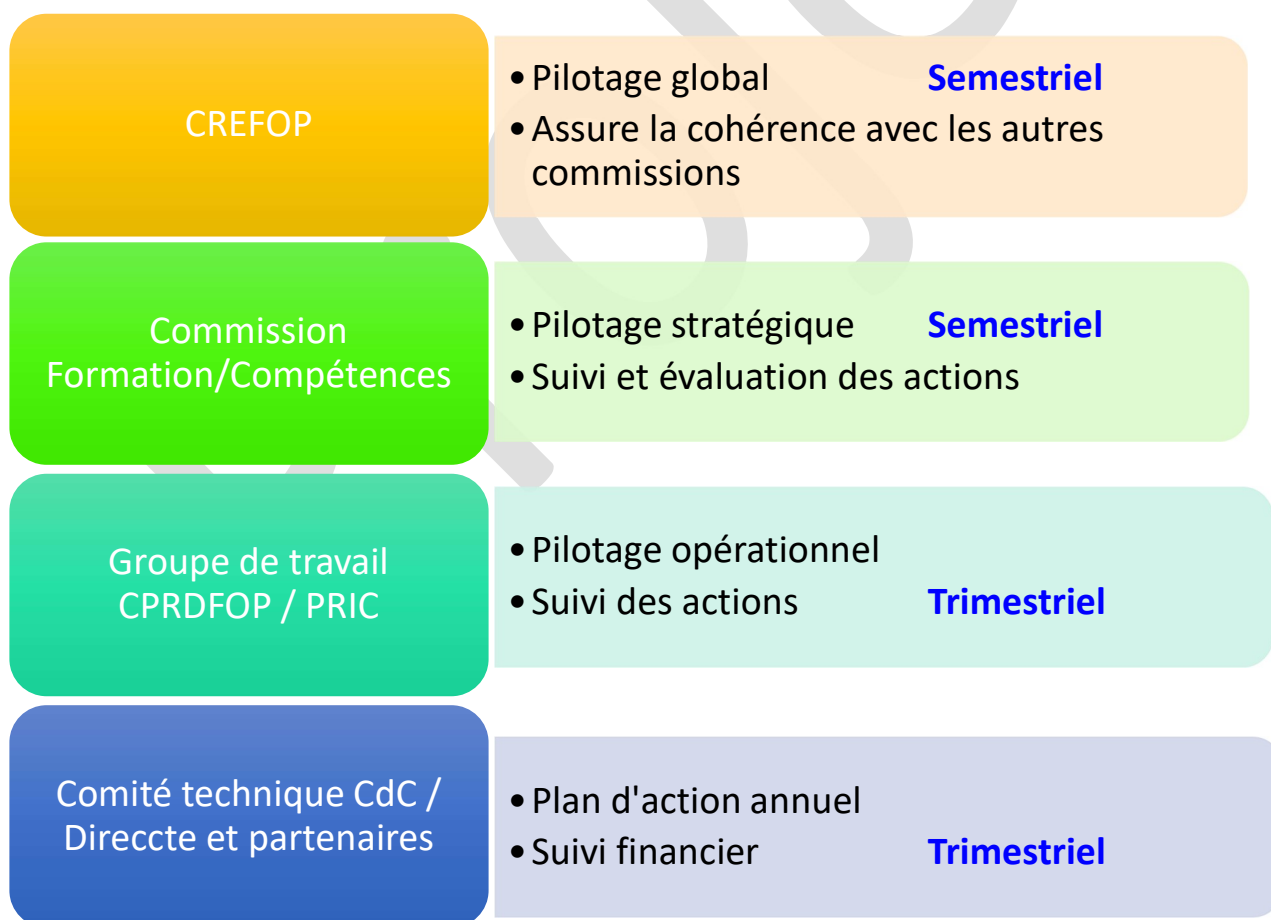 CREFOP
• Pilotage global Semestriel
• Assure la cohérence avec les autres
commissions
Commission
Formation/Compétences
• Pilotage stratégique Semestriel
• Suivi et évaluation des actions
Groupe de travail
CPRDFOP / PRIC
• Pilotage opérationnel
• Suivi des actions Trimestriel
Comité technique CdC /
Direccte et partenaires
• Plan d'action annuel
• Suivi financier Trimestriel